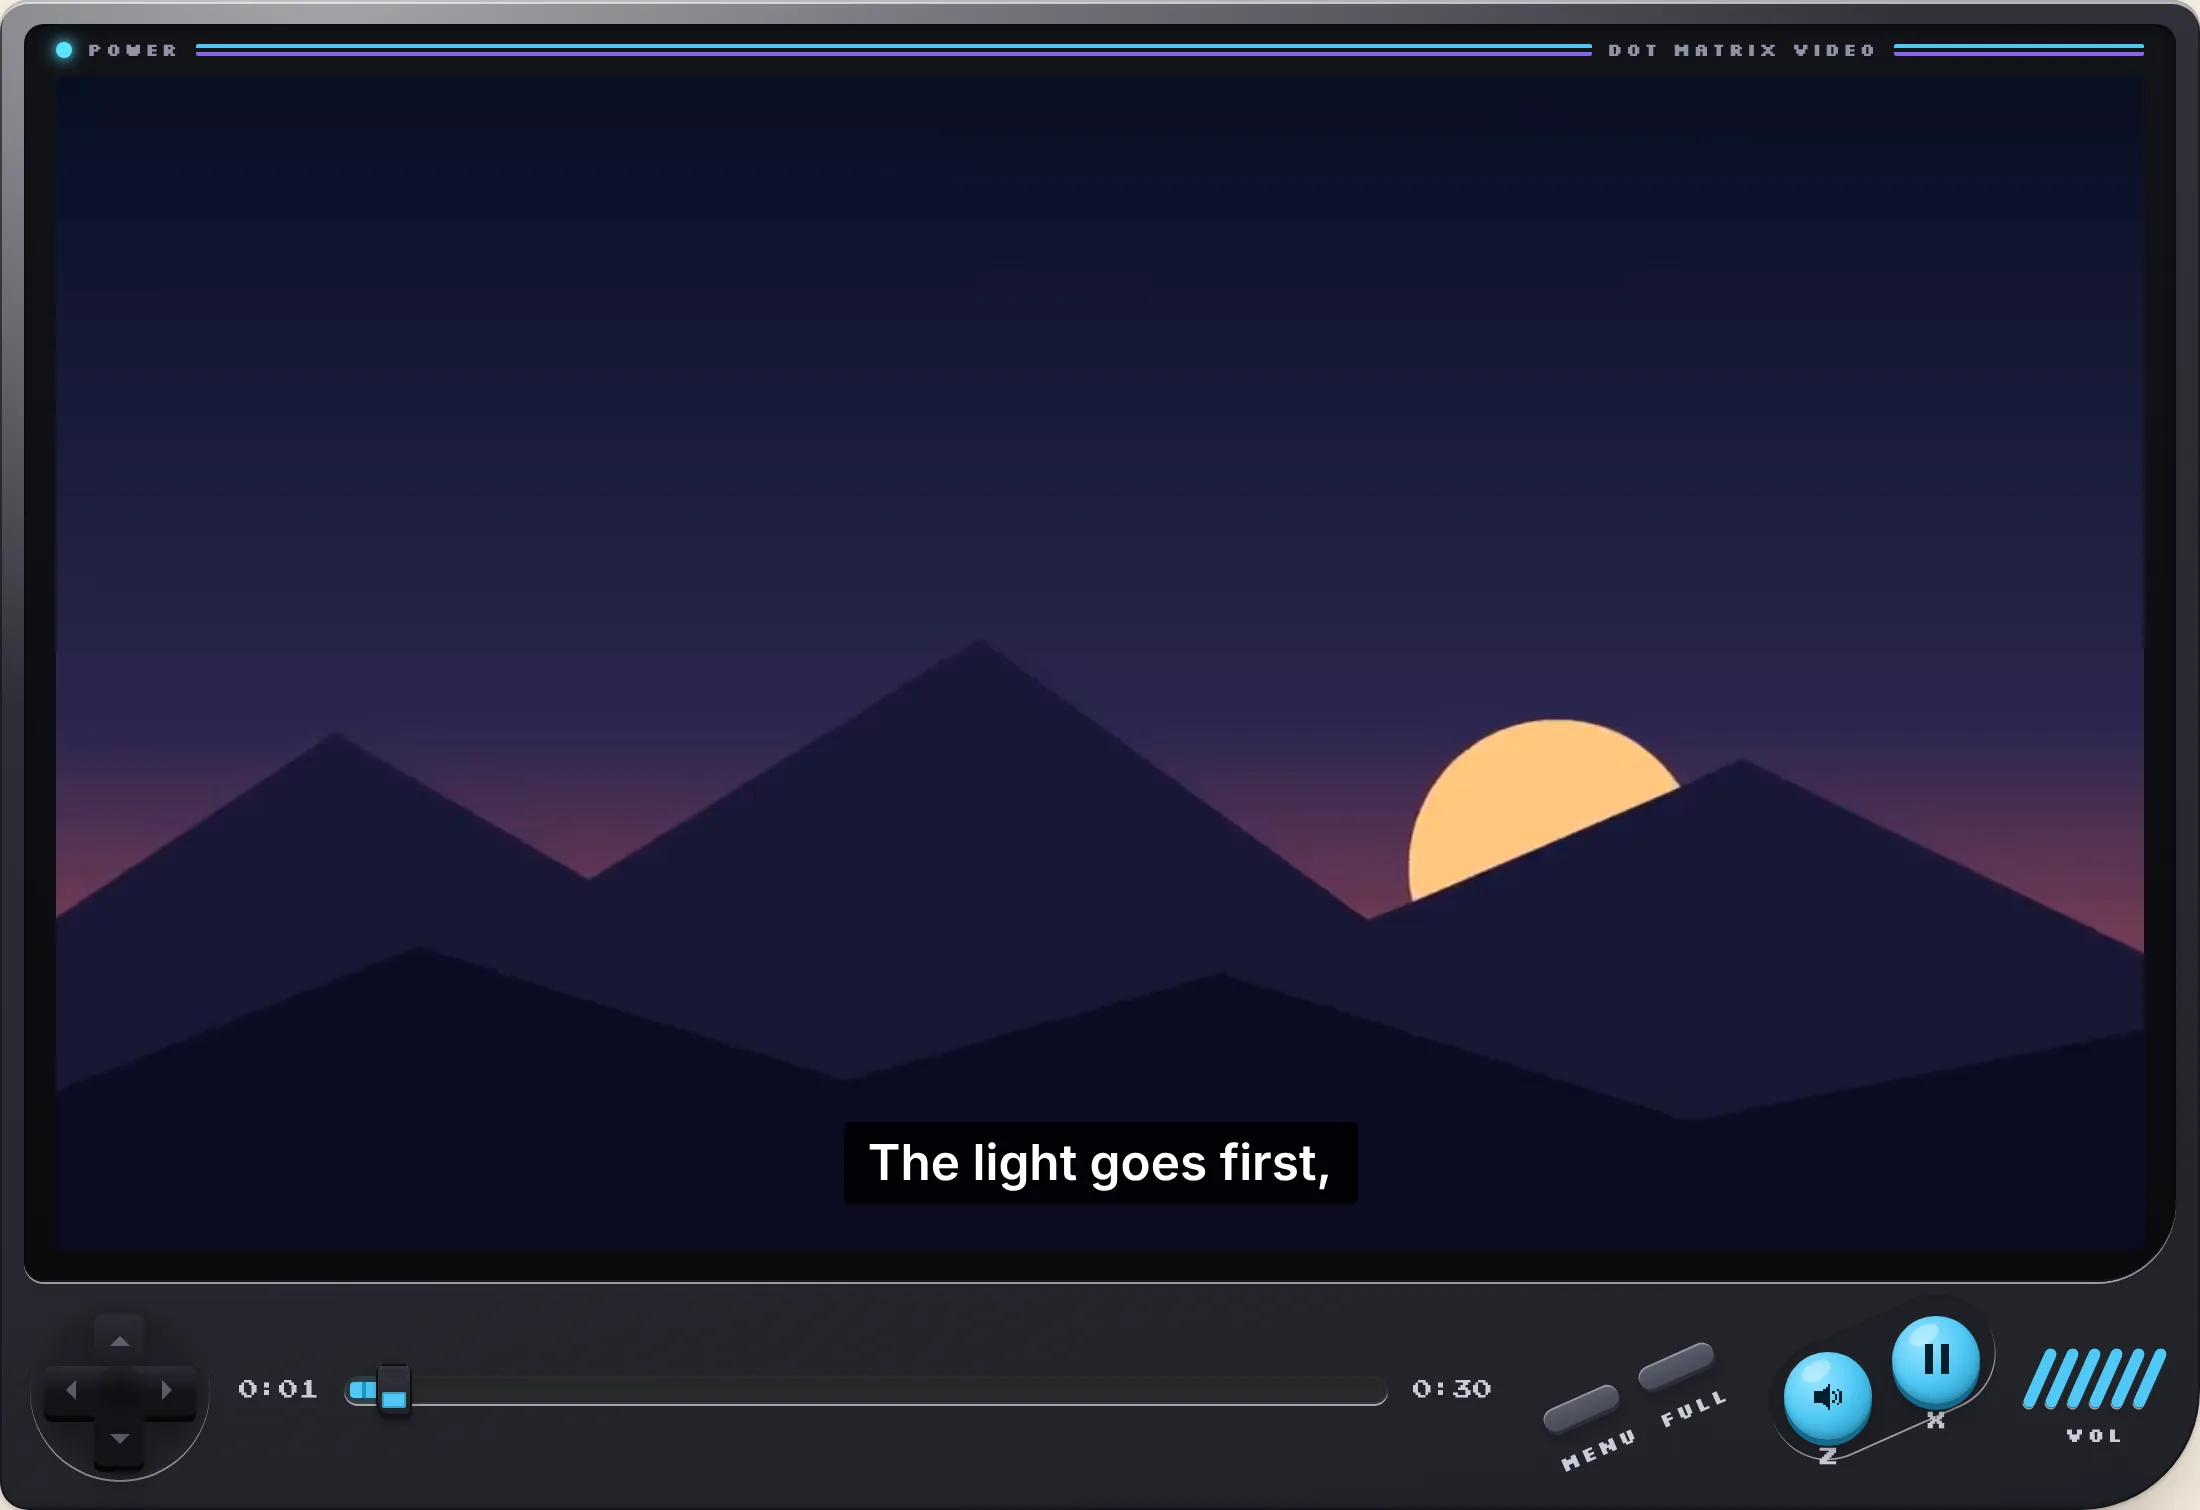 POWER
DOT MATRIX VIDEO
The light goes first,
0:01
0:30
MENU
FULL
Z
X
VOL